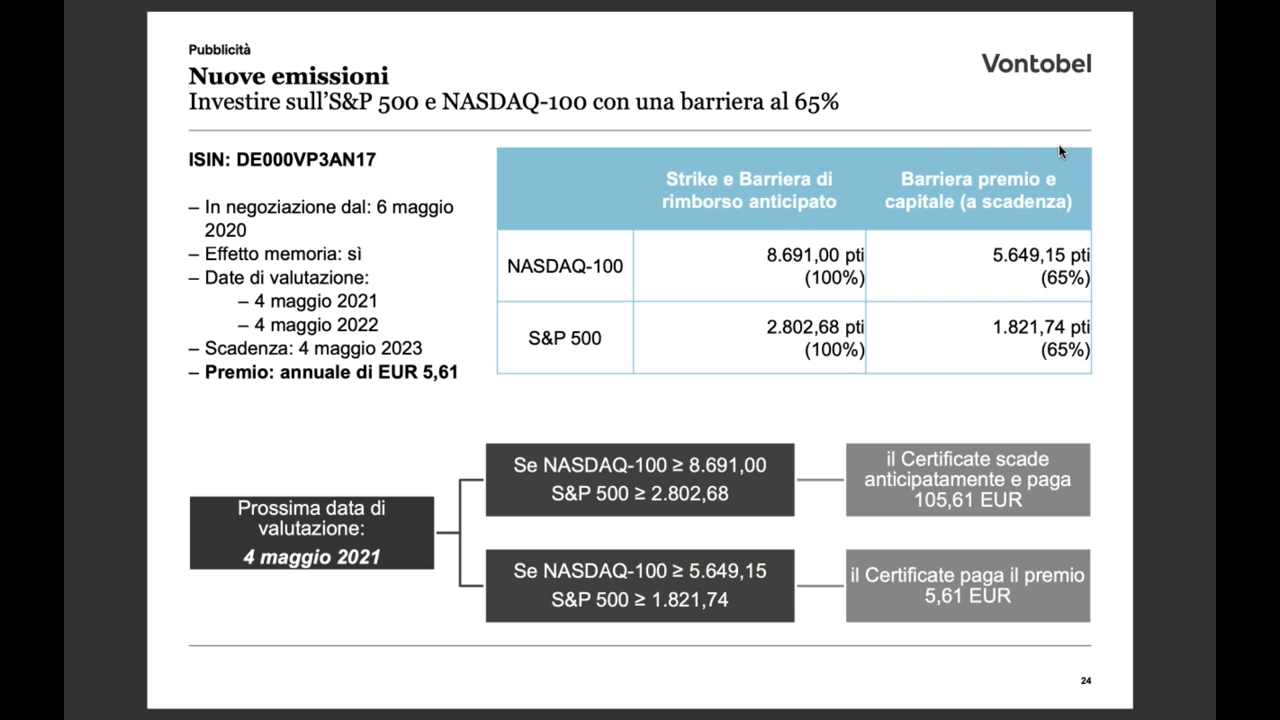 Pubblicità
Vontobel
Nuove emissioni
Investire sull'S&P 500 e NASDAQ-100 con una barriera al 65%
ISIN: DE000VP3AN17
– In negoziazione dal: 6 maggio
2020
– Effetto memoria: sì
– Date di valutazione:
– 4 maggio 2021
– 4 maggio 2022
– Scadenza: 4 maggio 2023
– Premio: annuale di EUR 5,61
Strike e Barriera di
rimborso anticipato
Barriera premio e
capitale (a scadenza)
NASDAQ-100
8.691,00 pti
(100%)
5.649,15 pti
(65%)
S&P 500
2.802,68 pti
(100%)
1.821,74 pti
(65%)
Prossima data di
valutazione:
4 maggio 2021
Se NASDAQ-100 ≥ 8.691,00
S&P 500 ≥ 2.802,68
il Certificate scade
anticipatamente e paga
105,61 EUR
Se NASDAQ-100 ≥ 5.649,15
S&P 500 ≥ 1.821,74
il Certificate paga il premio
5,61 EUR
24